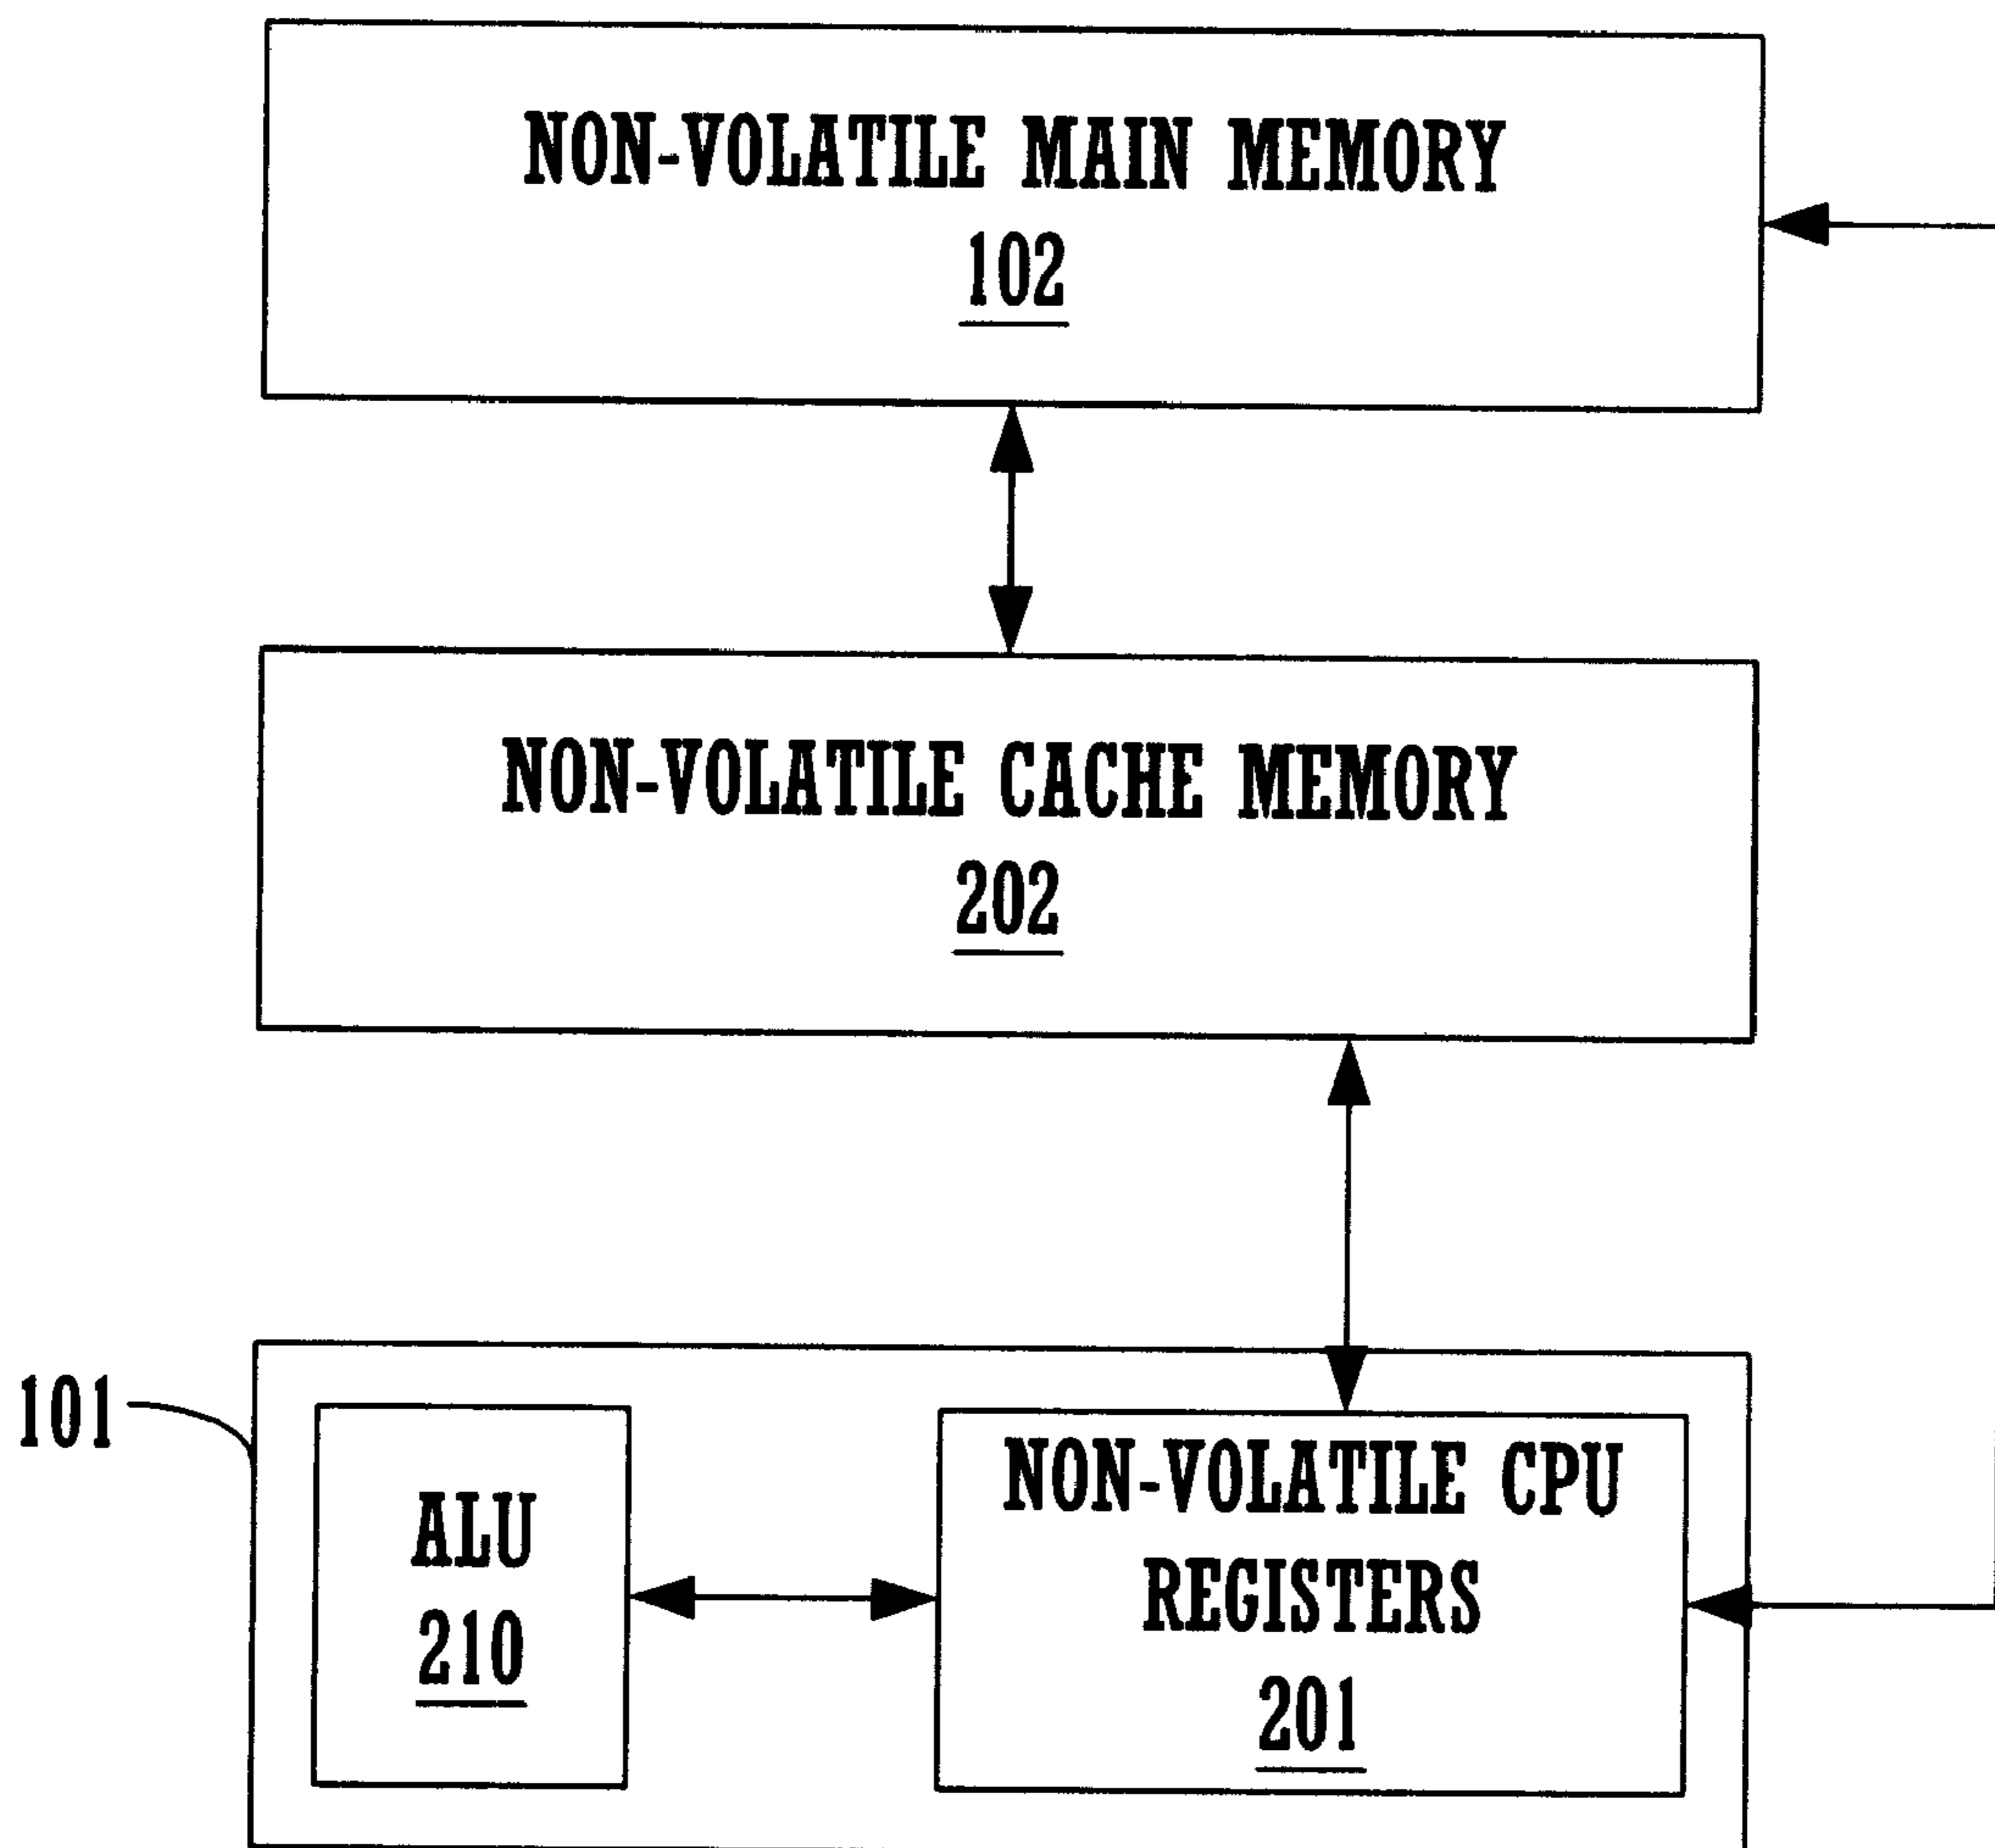 NON-VOLATILE MAIN MEMORY
102
NON-VOLATILE CACHE MEMORY
202
101
ALU
210
NON-VOLATILE CPU
REGISTERS
201